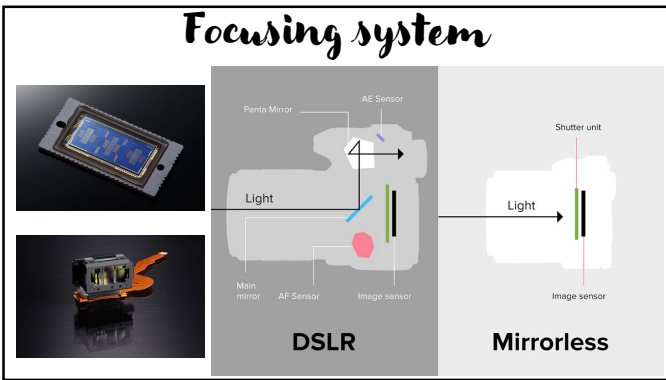 Focusing system
Penta Mirror
AE Sensor
Light
Main
mirror
AF Sensor
Image sensor
DSLR
Shutter unit
Light
Image sensor
Mirrorless